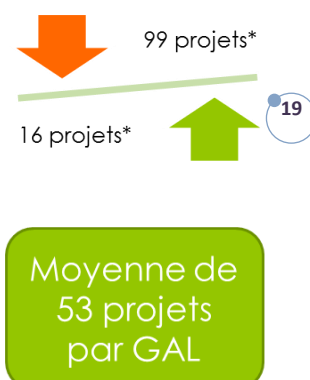 99 projets*
19
16 projets*
Moyenne de
53 projets
par GAL